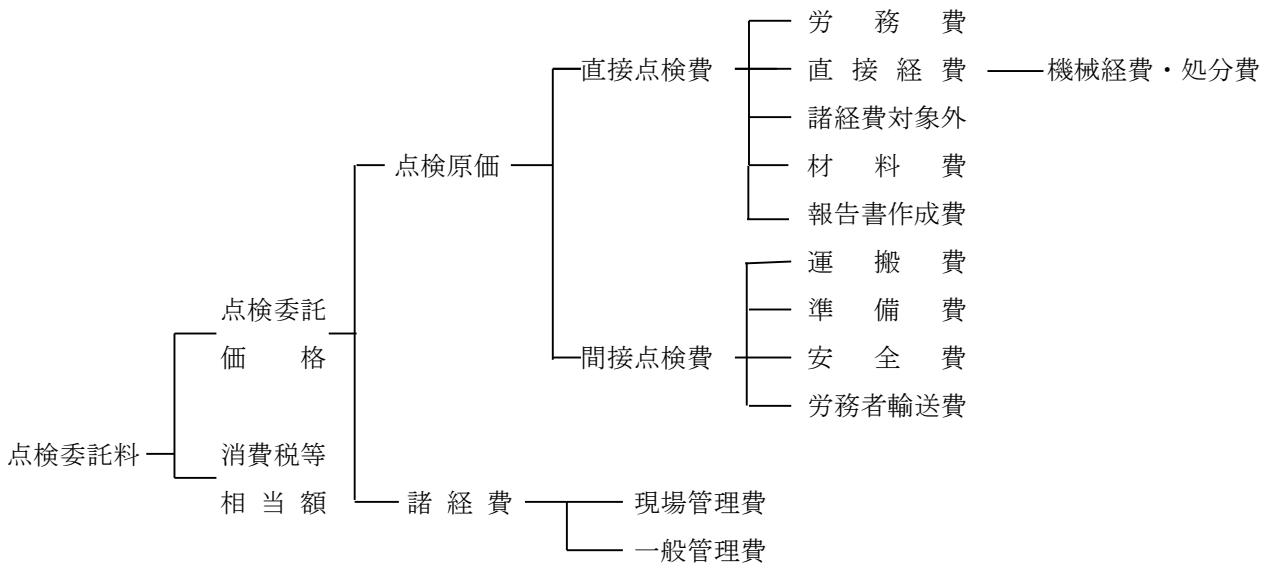 労務費
直接点検費
直接経費
機械経費・処分費
諸経費対象外
点検原価
材料費
報告書作成費
運搬費
点検委託
価格
準備費
間接点検費
安全費
労務者輸送費
点検委託料
消費税等
相当額
諸経費
現場管理費
一般管理費